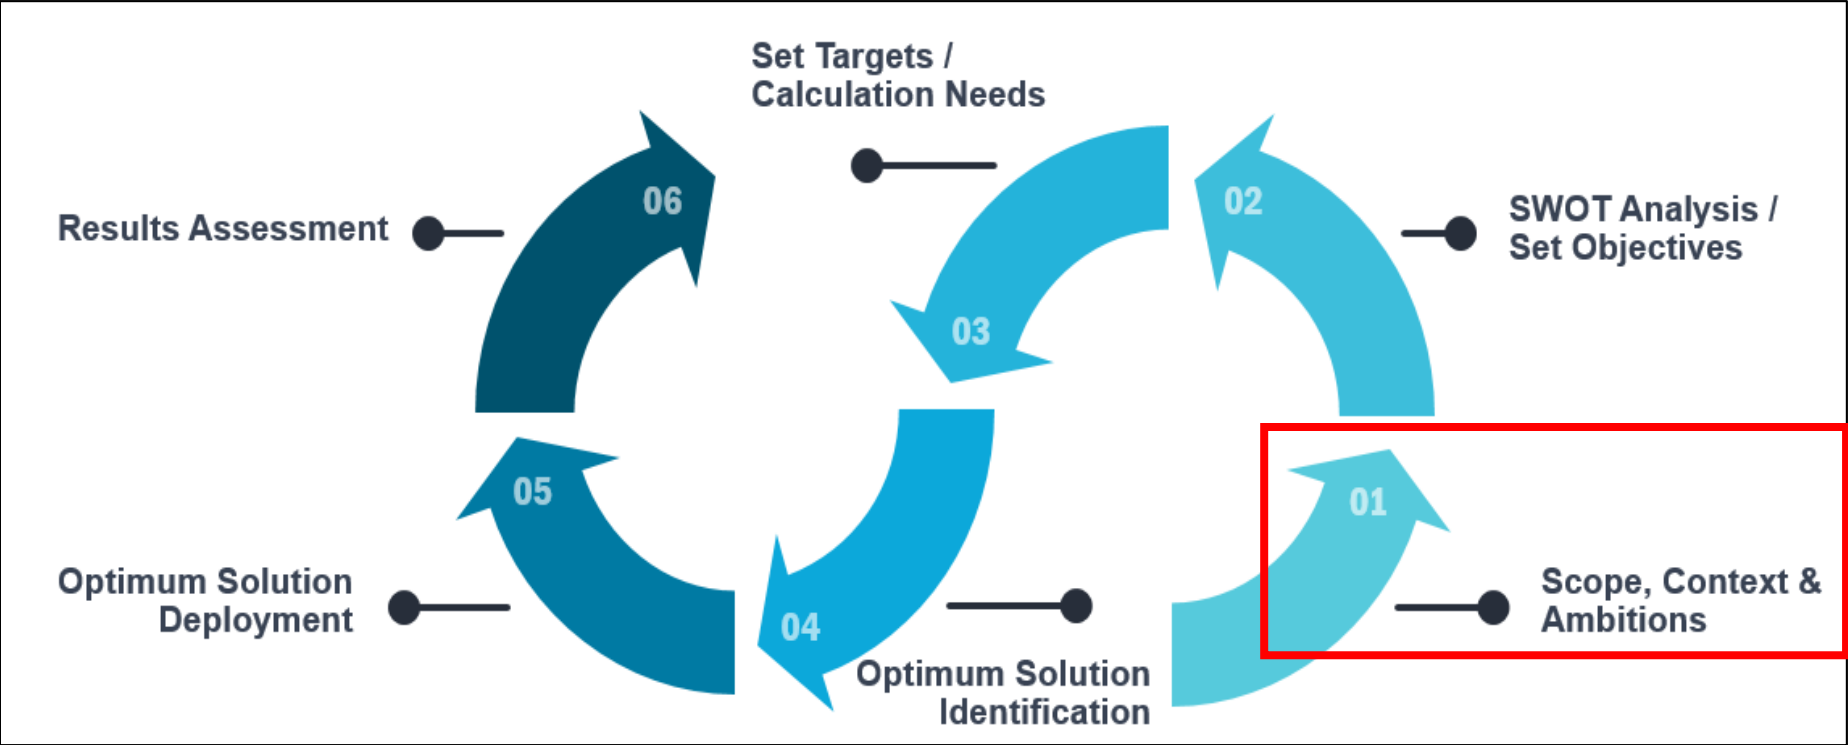 Set Targets /
Calculation Needs
06
02
Results Assessment
SWOT Analysis /
Set Objectives
03
05
01
Optimum Solution
Deployment
04
Scope, Context &
Ambitions
Optimum Solution
Identification